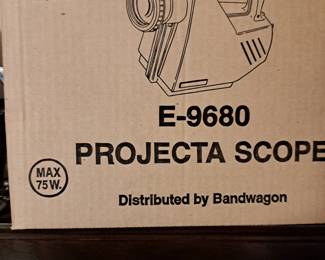 E-9680
PROJECTA SCOPE
MAX
75W.
Distributed by Bandwagon